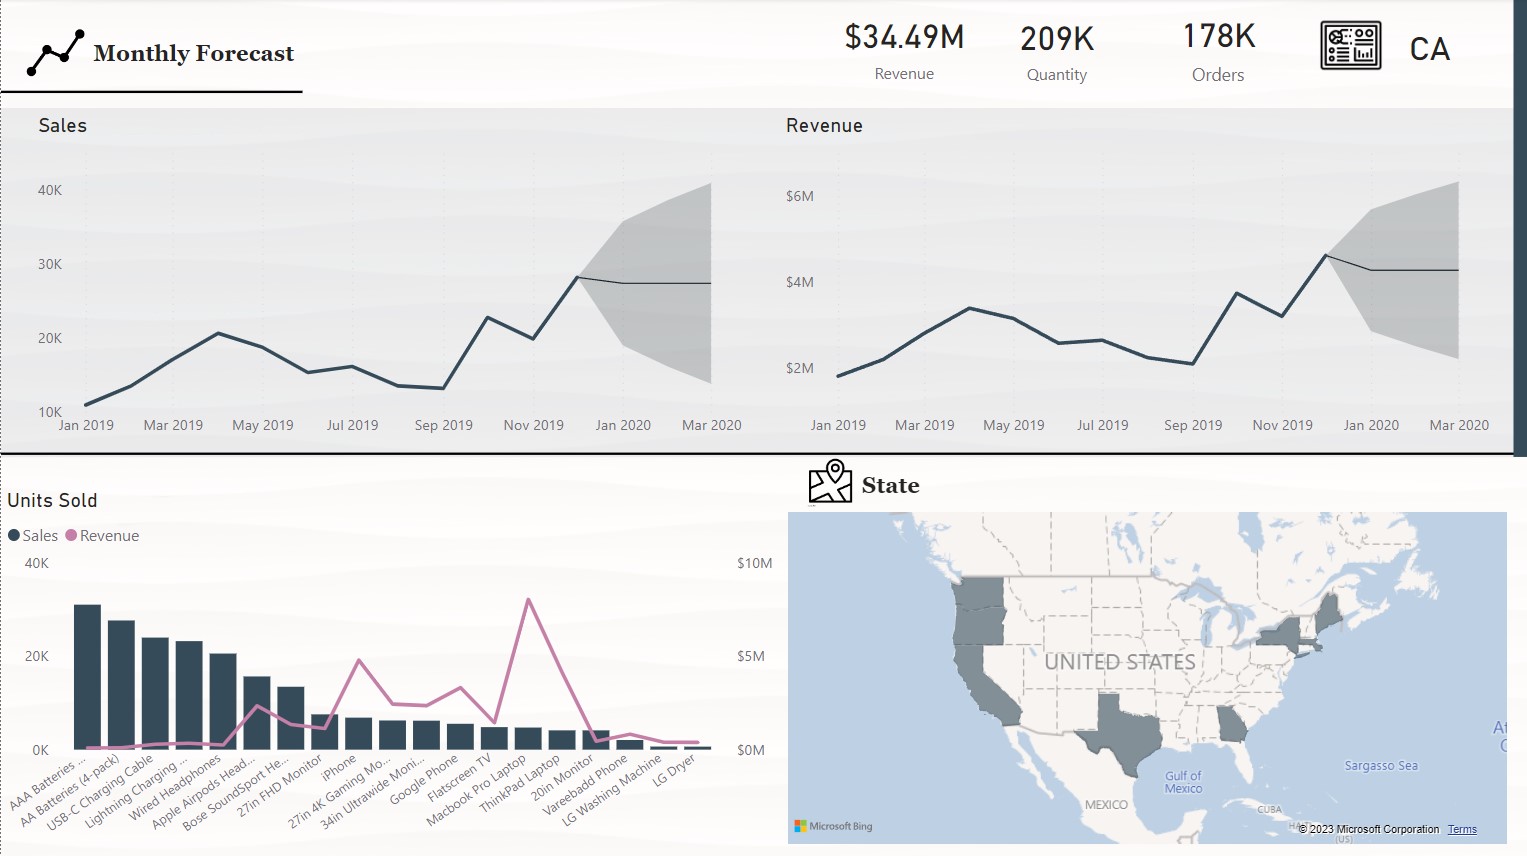 Monthly Forecast
$34.49M
Revenue
209K
Quantity
178K
Orders
CA
Sales
40K
30K
20K
10K
Jan 2019
Mar 2019
May 2019
Jul 2019
Sep 2019
Nov 2019
Jan 2020
Mar 2020
Revenue
$6M
$4M
$2M
Jan 2019
Mar 2019
May 2019
Jul 2019
Sep 2019
Nov 2019
Jan 2020
Mar 2020
Units Sold
Sales
Revenue
40K
20K
0K
$10M
$5M
$0M
AAA Batteries ...
AA Batteries (4-pack)
USB-C Charging Cable
Lightning Charging ...
Wired Headphones
Apple Airpods Head...
Bose SoundSport He...
27in FHD Monitor
iPhone
27in 4K Gaming Mo...
34in Ultrawide Moni...
Google Phone
Flatscreen TV
Macbook Pro Laptop
ThinkPad Laptop
20in Monitor
Vareebadd Phone
LG Washing Machine
LG Dryer
State
UNITED STATES
At
Sargasso Sea
Gulf of
Mexico
MEXICO
CUBA
Microsoft Bing
© 2023 Microsoft Corporation Terms
(US)